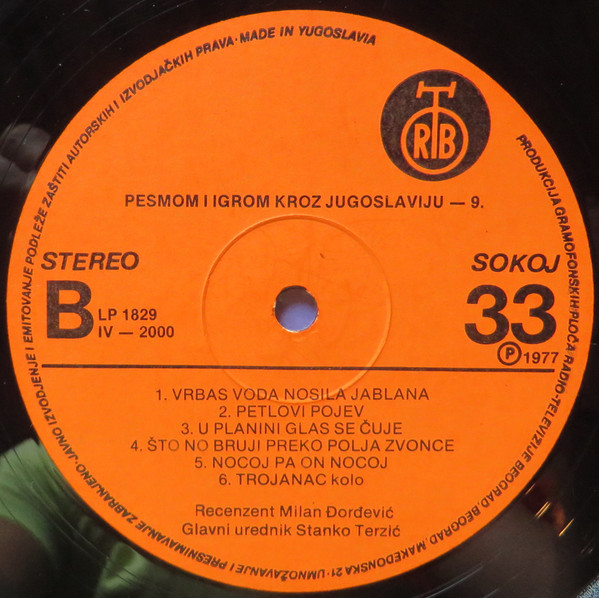 PRODUKCIJA GRAMOFONSKIH PLOČA RADIO-TELEVIZIJE BEOGRAD, BEOGRAD, MAKEDONSKA 21 · UMNOŽAVANJE I PRESNIMAVANJE ZABRANJENO · JAVNO IZVODJENJE I EMITOVANJE PODLEŽE ZAŠTITI AUTORSKIH I IZVODJAČKIH PRAVA · MADE IN YUGOSLAVIA
RTB
PESMOM I IGROM KROZ JUGOSLAVIJU — 9.
STEREO
SOKOJ
B
LP 1829
IV — 2000
33
Ⓟ 1977
1. VRBAS VODA NOSILA JABLANA
2. PETLOVI POJEV
3. U PLANINI GLAS SE ČUJE
4. ŠTO NO BRUJI PREKO POLJA ZVONCE
5. NOCOJ PA ON NOCOJ
6. TROJANAC kolo
Recenzent Milan Đorđević
Glavni urednik Stanko Terzić